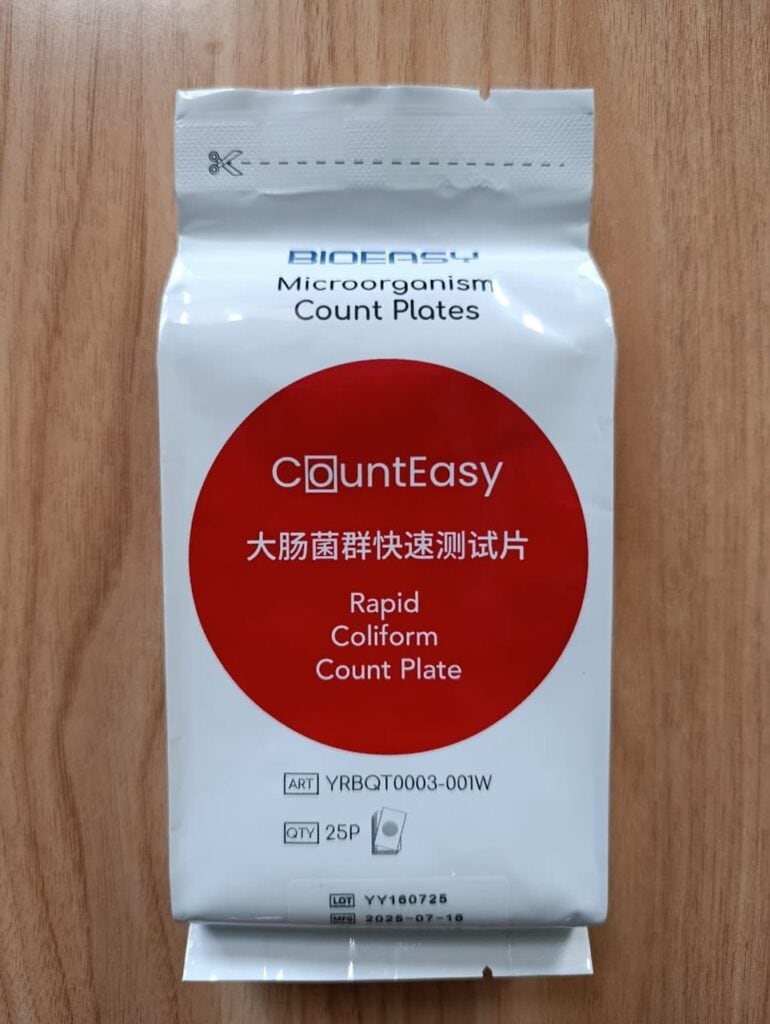 BIOEASY
Microorganism
Count Plates
CountEasy
大肠菌群快速测试片
Rapid
Coliform
Count Plate
ART YRBQT0003-001W
QTY 25P
LOT YY160725
MFG 2025-07-16